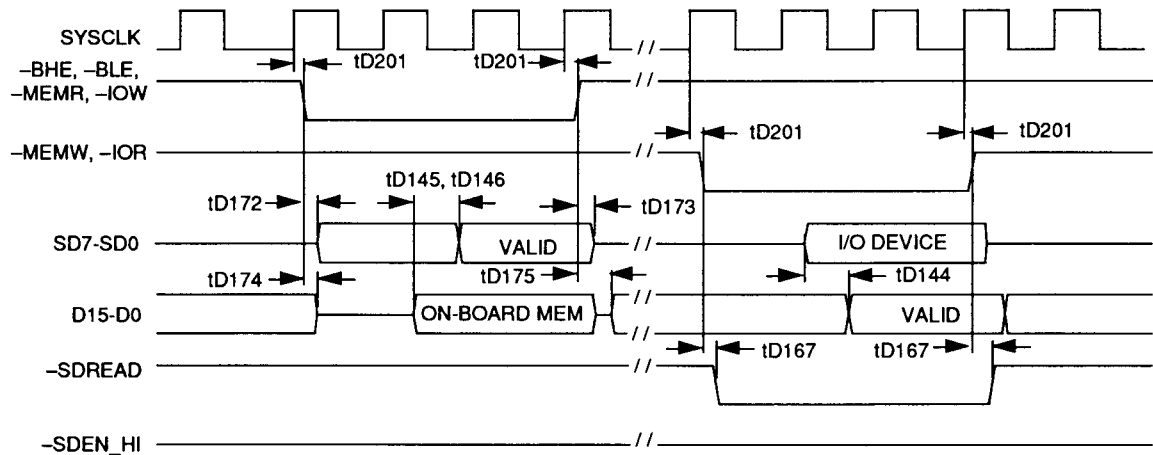 SYSCLK
tD201
tD201
–BHE, –BLE,
–MEMR, –IOW
//
tD201
tD201
–MEMW, –IOR
//
tD145, tD146
tD172
tD173
SD7-SD0
VALID
//
I/O DEVICE
tD174
tD175
tD144
D15-D0
ON-BOARD MEM
//
VALID
tD167
tD167
–SDREAD
//
–SDEN_HI
//